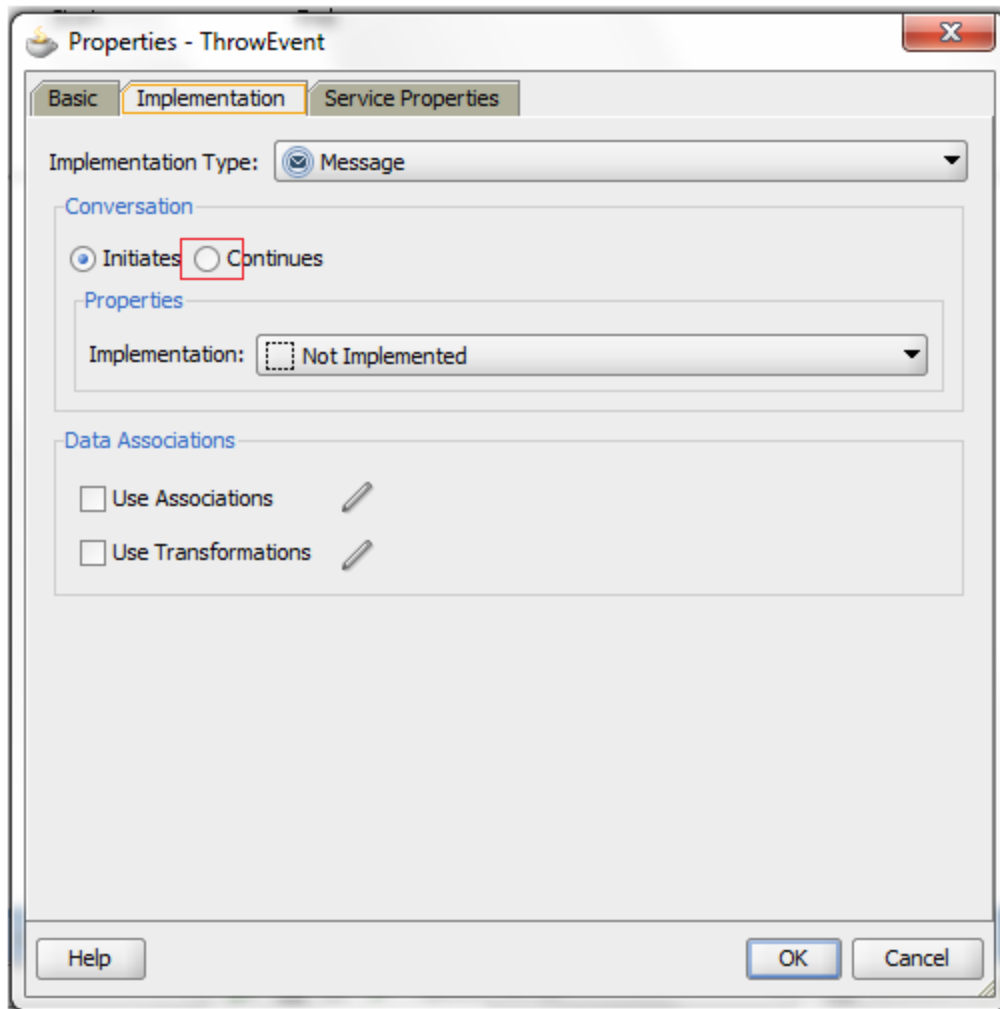 Properties - ThrowEvent
Basic Implementation Service Properties
Implementation Type: Message
Conversation
Initiates Continues
Properties
Implementation: Not Implemented
Data Associations
Use Associations
Use Transformations
Help OK Cancel